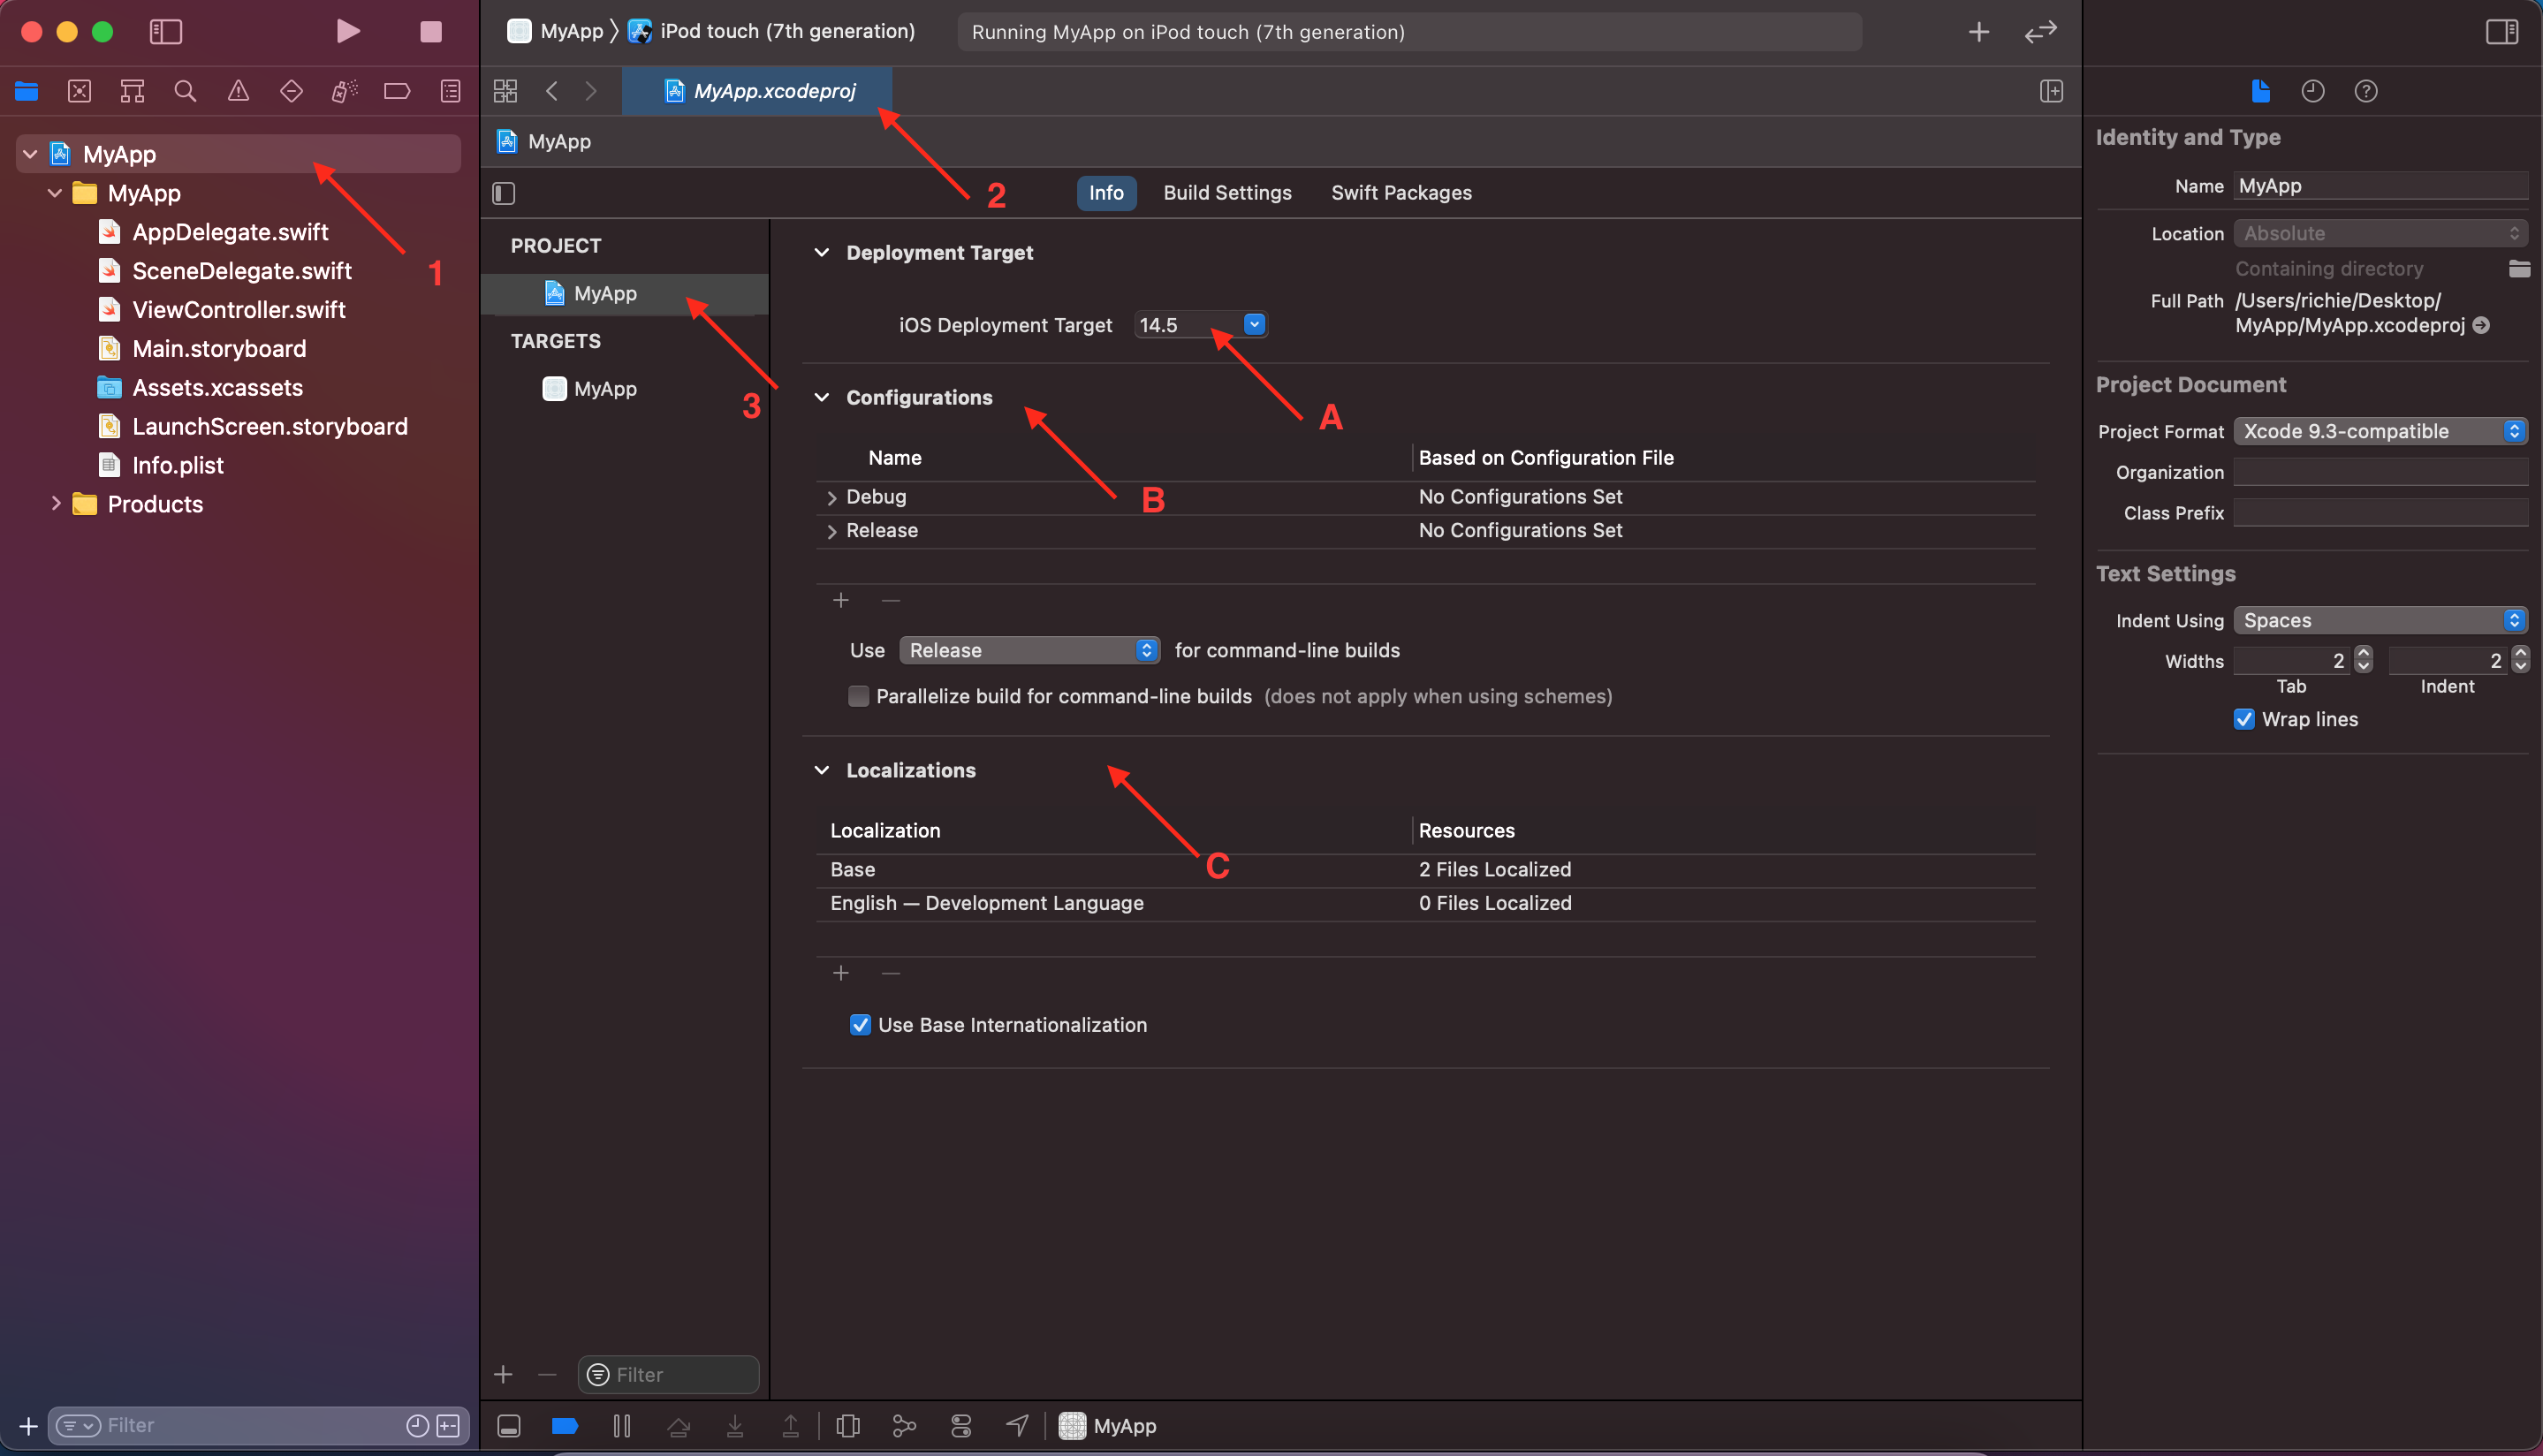 MyApp
iPod touch (7th generation)
Running MyApp on iPod touch (7th generation)
MyApp.xcodeproj
MyApp
Info
Build Settings
Swift Packages
MyApp
MyApp
AppDelegate.swift
SceneDelegate.swift
ViewController.swift
Main.storyboard
Assets.xcassets
LaunchScreen.storyboard
Info.plist
Products
1
2
PROJECT
MyApp
TARGETS
MyApp
3
Deployment Target
iOS Deployment Target 14.5
A
Configurations
B
Name Based on Configuration File
Debug No Configurations Set
Release No Configurations Set
Use Release for command-line builds
Parallelize build for command-line builds (does not apply when using schemes)
Localizations
C
Localization Resources
Base 2 Files Localized
English — Development Language 0 Files Localized
Use Base Internationalization
Identity and Type
Name MyApp
Location Absolute
Containing directory
Full Path /Users/richie/Desktop/
MyApp/MyApp.xcodeproj
Project Document
Project Format Xcode 9.3-compatible
Organization
Class Prefix
Text Settings
Indent Using Spaces
Widths 2 2
Tab Indent
Wrap lines
Filter
Filter
MyApp